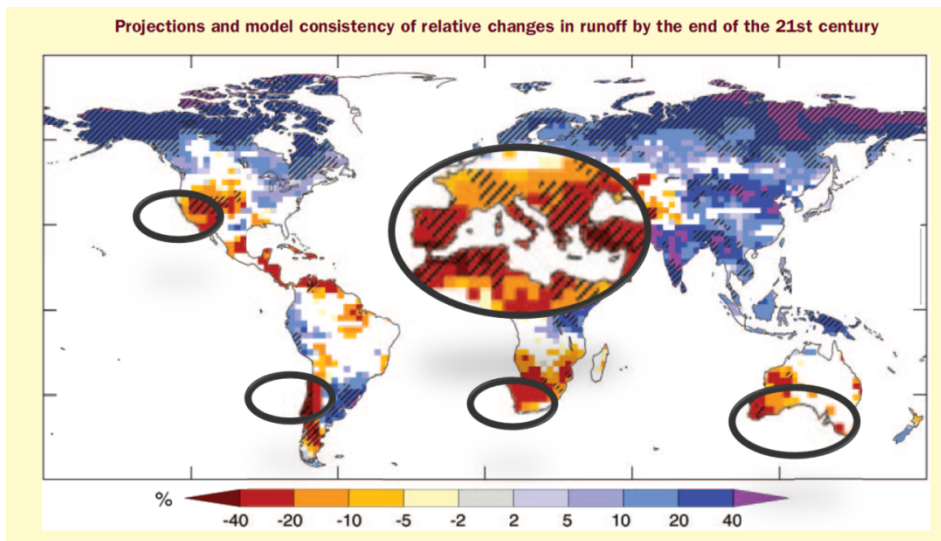 Projections and model consistency of relative changes in runoff by the end of the 21st century
% -40 -20 -10 -5 -2 2 5 10 20 40